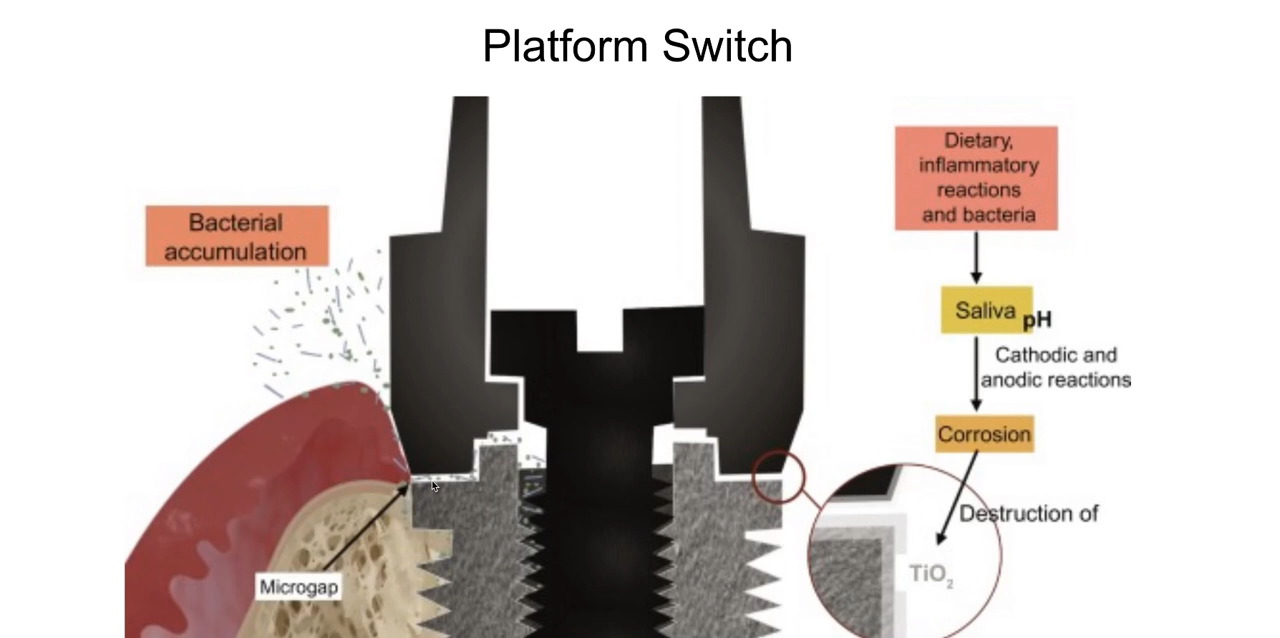 Platform Switch
Bacterial
accumulation
Microgap
Dietary,
inflammatory
reactions
and bacteria
Saliva
pH
Cathodic and
anodic reactions
Corrosion
Destruction of
TiO₂